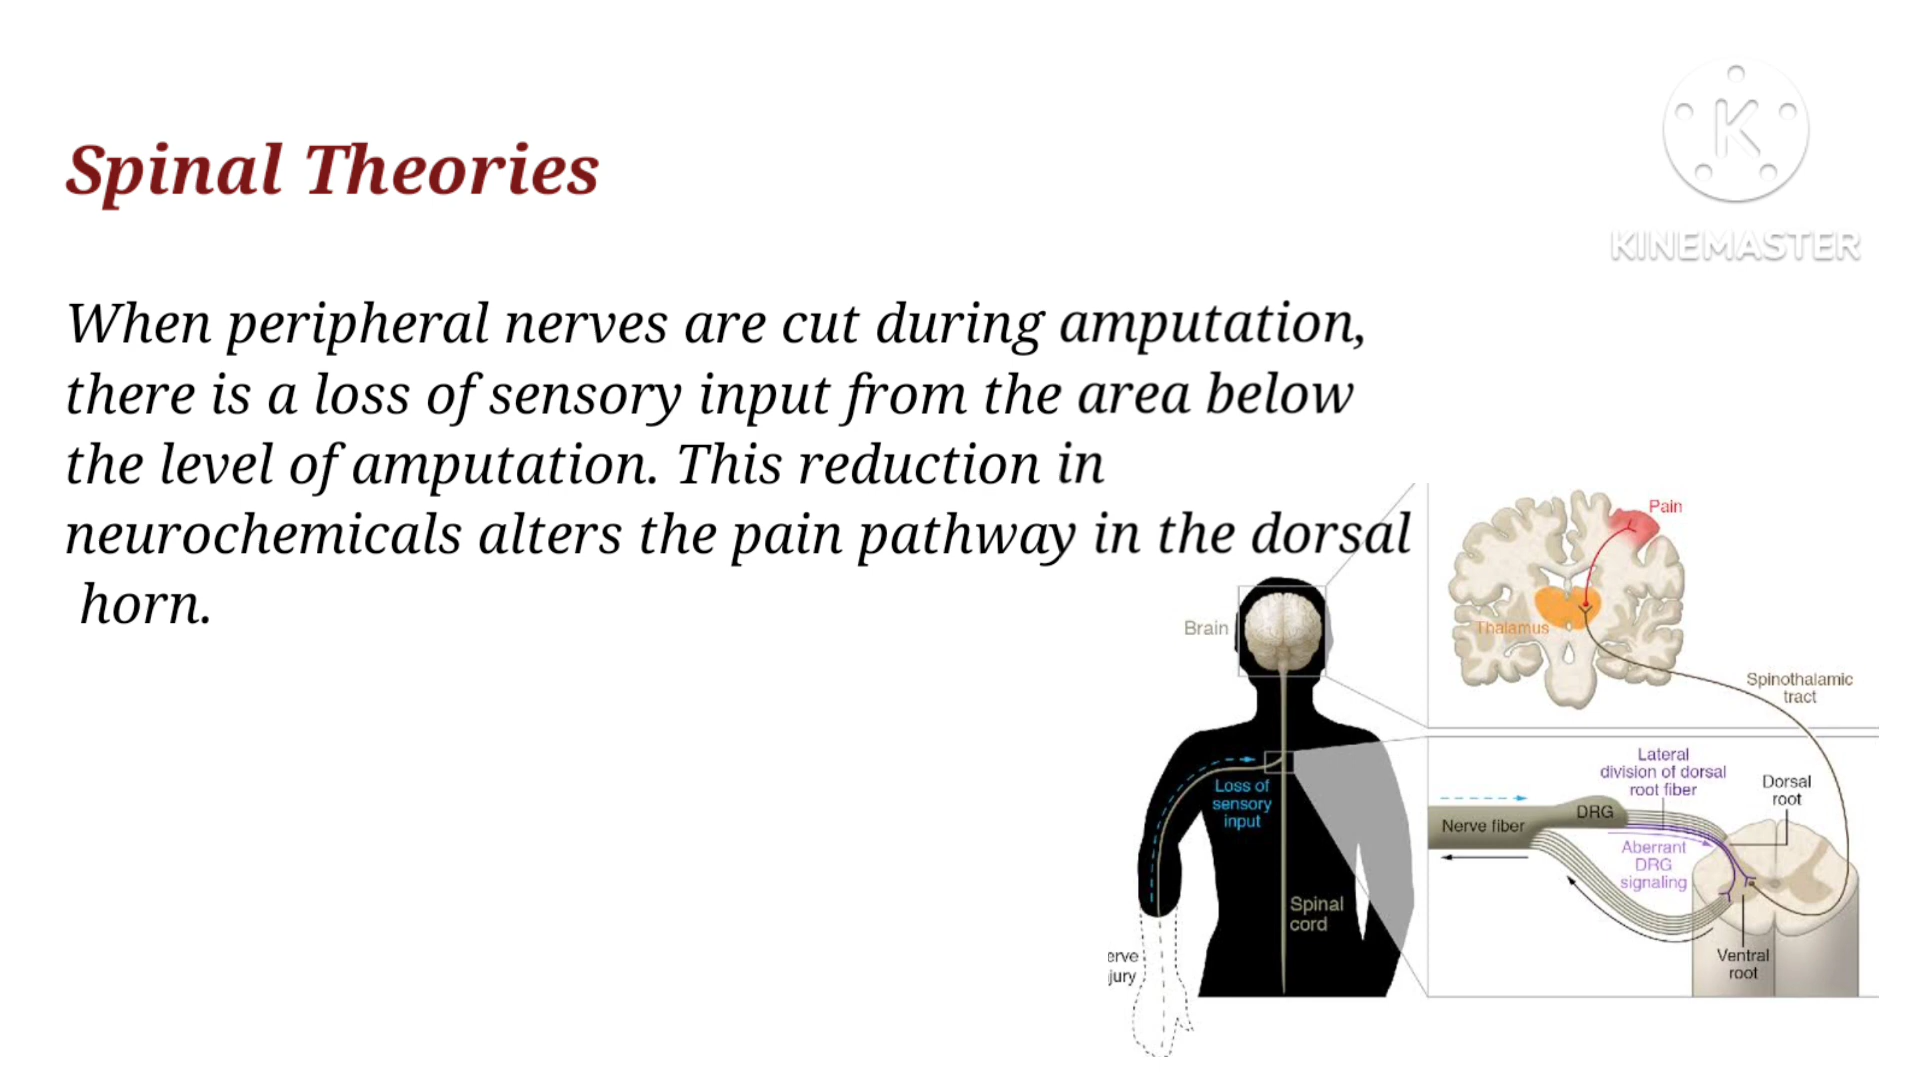 Spinal Theories
KINEMASTER
When peripheral nerves are cut during amputation,
there is a loss of sensory input from the area below
the level of amputation. This reduction in
neurochemicals alters the pain pathway in the dorsal
horn.
Pain
Thalamus
Brain
Spinothalamic
tract
Loss of
sensory
input
Spinal
cord
erve
jury
Lateral
division of dorsal
root fiber
Dorsal
root
DRG
Nerve fiber
Aberrant
DRG
signaling
Ventral
root